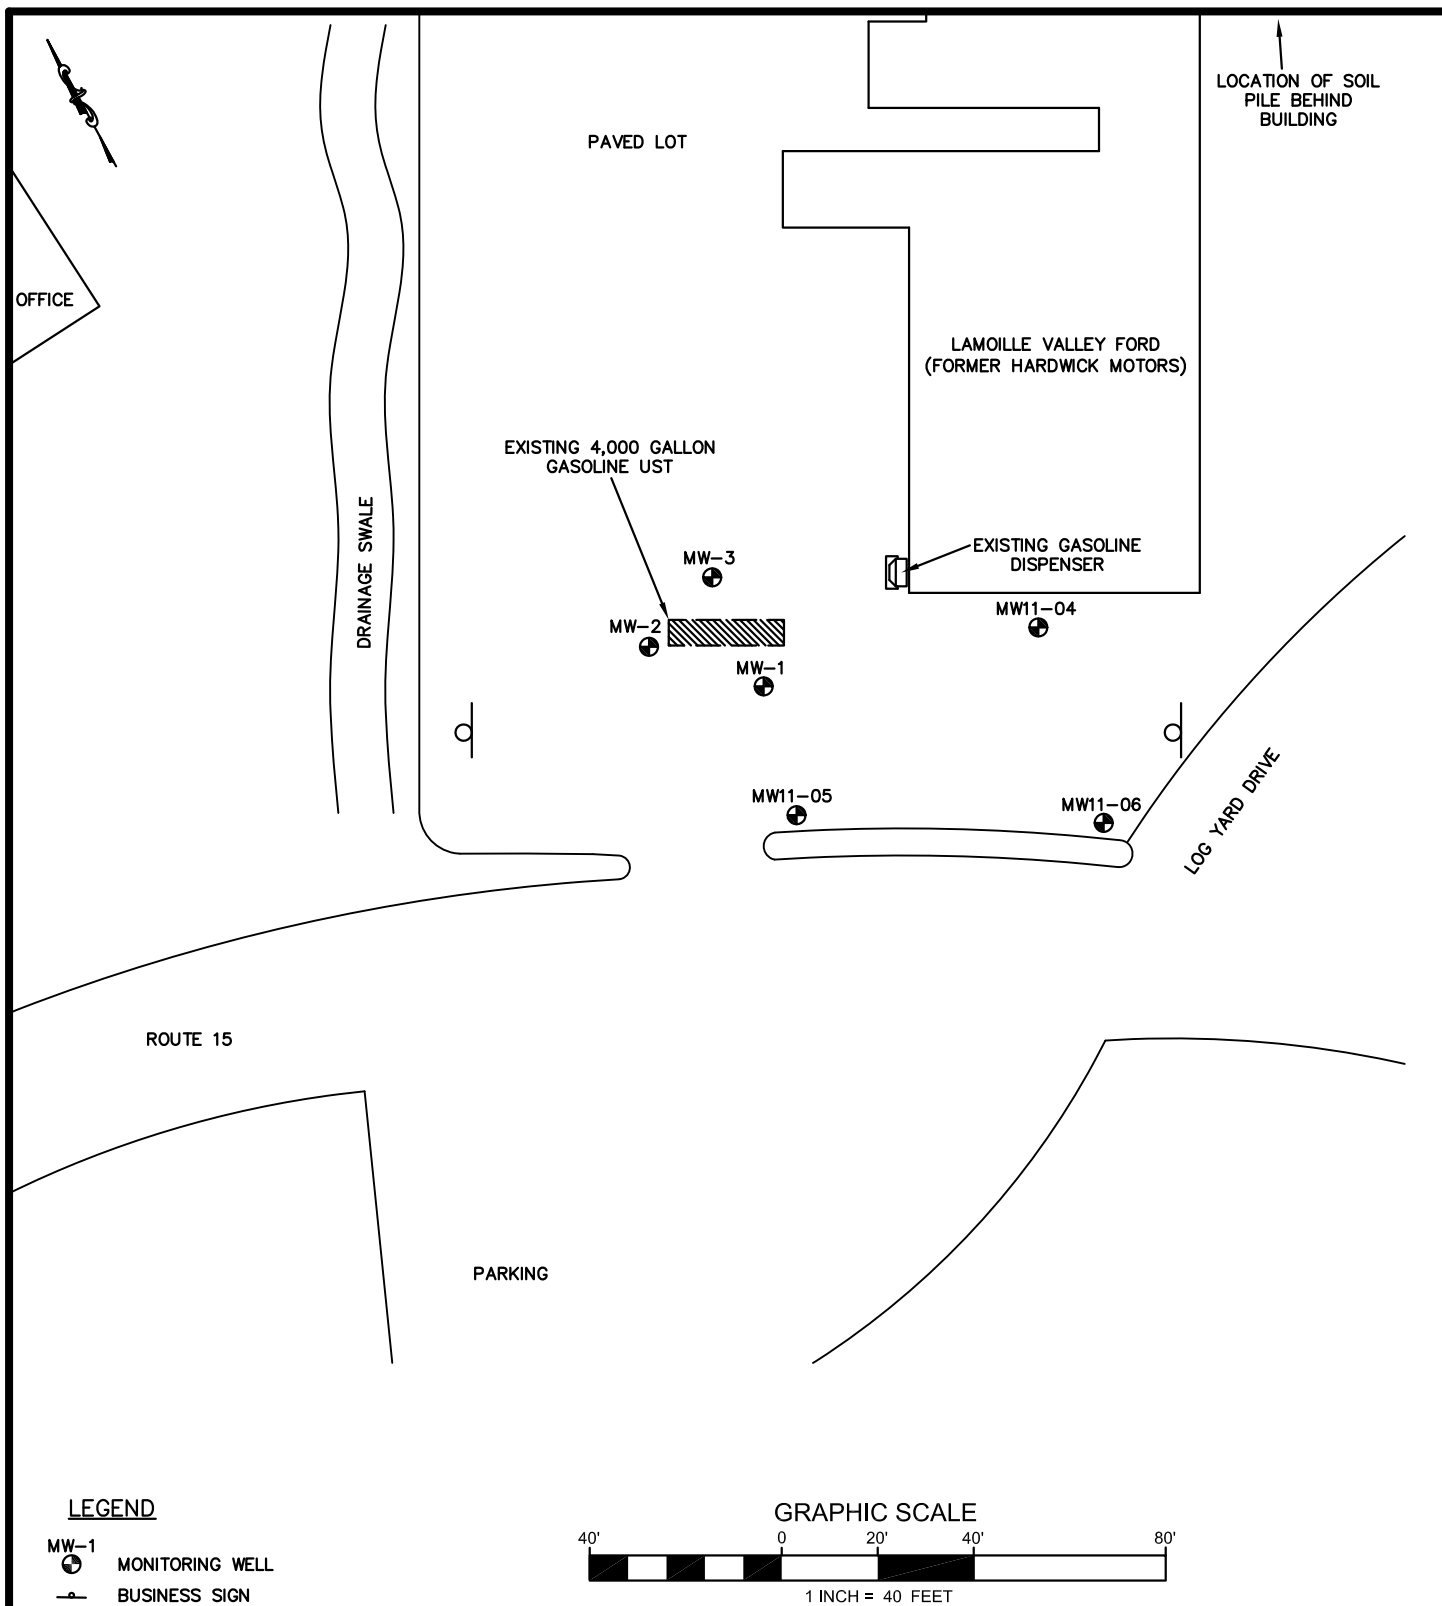 LOCATION OF SOIL
PILE BEHIND
BUILDING
PAVED LOT
OFFICE
LAMOILLE VALLEY FORD
(FORMER HARDWICK MOTORS)
EXISTING 4,000 GALLON
GASOLINE UST
DRAINAGE SWALE
MW-3
EXISTING GASOLINE
DISPENSER
MW11-04
MW-2
MW-1
MW11-05
MW11-06
LOG YARD DRIVE
ROUTE 15
PARKING
LEGEND
MW-1
MONITORING WELL
BUSINESS SIGN
GRAPHIC SCALE
40' 0 20' 40' 80'
1 INCH = 40 FEET